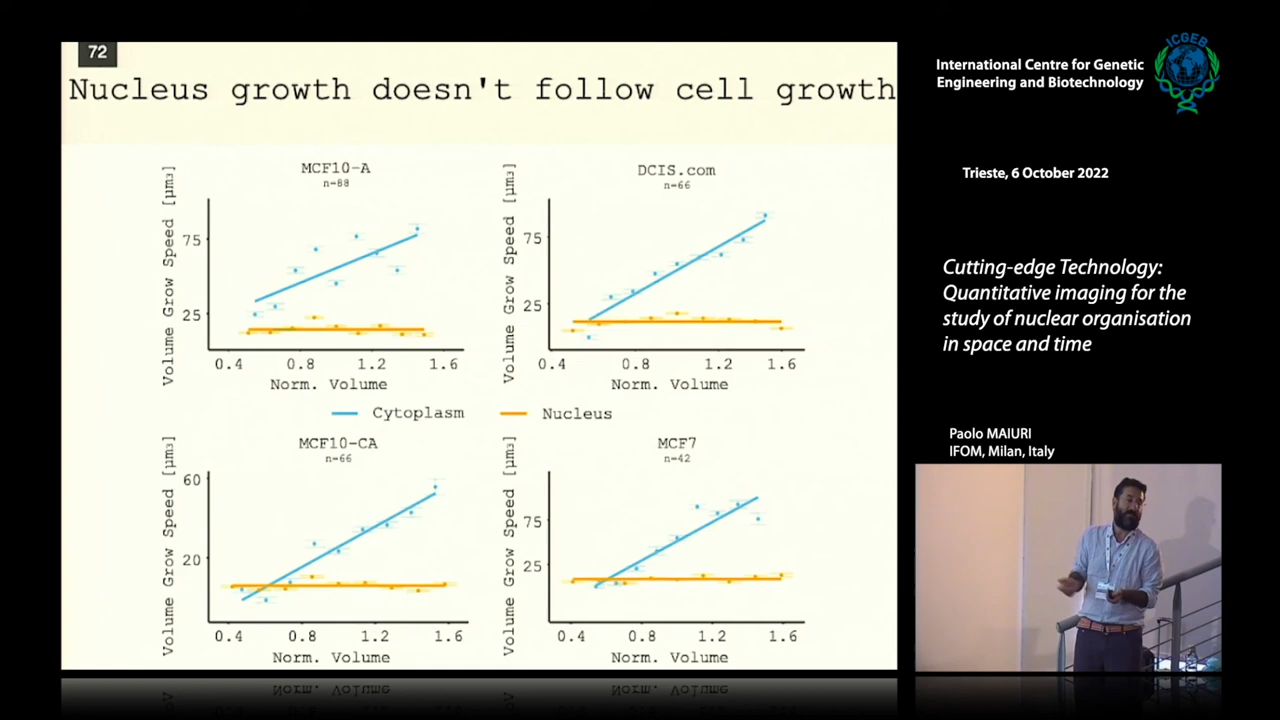 72
Nucleus growth doesn't follow cell growth
MCF10-A
n=88
Volume Grow Speed [µm³]
75
25
0.4 0.8 1.2 1.6
Norm. Volume
DCIS.com
n=66
Volume Grow Speed [µm³]
75
25
0.4 0.8 1.2 1.6
Norm. Volume
Cytoplasm Nucleus
MCF10-CA
n=66
Volume Grow Speed [µm³]
60
20
0.4 0.8 1.2 1.6
Norm. Volume
MCF7
n=42
Volume Grow Speed [µm³]
75
25
0.4 0.8 1.2 1.6
Norm. Volume
International Centre for Genetic
Engineering and Biotechnology
ICGEB
Trieste, 6 October 2022
Cutting-edge Technology:
Quantitative imaging for the
study of nuclear organisation
in space and time
Paolo MAIURI
IFOM, Milan, Italy